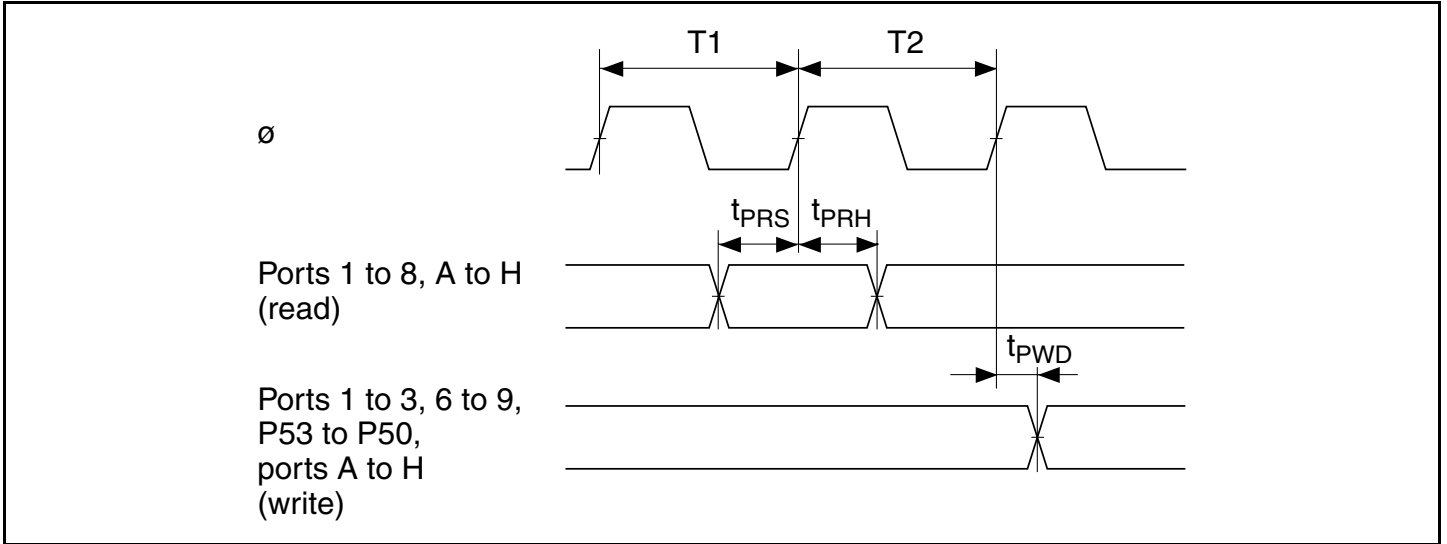 T1
T2
ø
tPRS
tPRH
Ports 1 to 8, A to H
(read)
tPWD
Ports 1 to 3, 6 to 9,
P53 to P50,
ports A to H
(write)